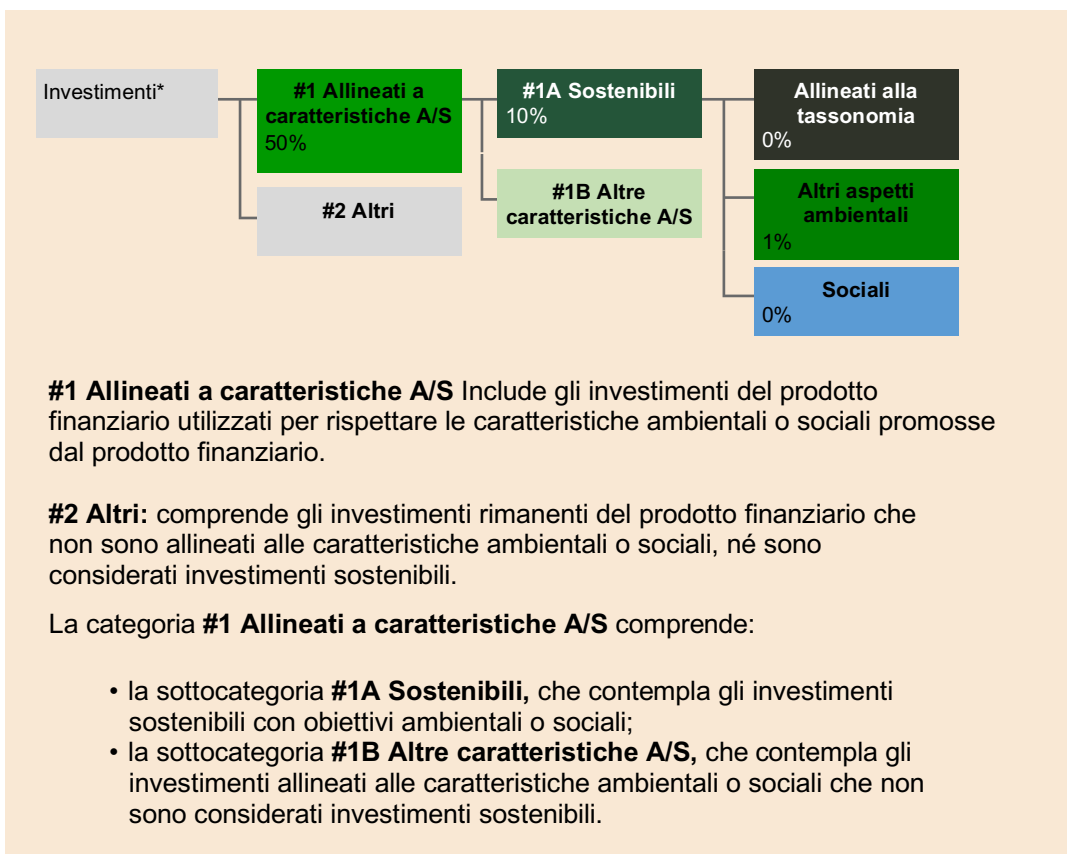 Investimenti*
#1 Allineati a
caratteristiche A/S
50%
#2 Altri
#1A Sostenibili
10%
#1B Altre
caratteristiche A/S
Allineati alla
tassonomia
0%
Altri aspetti
ambientali
1%
Sociali
0%
#1 Allineati a caratteristiche A/S Include gli investimenti del prodotto
finanziario utilizzati per rispettare le caratteristiche ambientali o sociali promosse
dal prodotto finanziario.
#2 Altri: comprende gli investimenti rimanenti del prodotto finanziario che
non sono allineati alle caratteristiche ambientali o sociali, né sono
considerati investimenti sostenibili.
La categoria #1 Allineati a caratteristiche A/S comprende:
• la sottocategoria #1A Sostenibili, che contempla gli investimenti
sostenibili con obiettivi ambientali o sociali;
• la sottocategoria #1B Altre caratteristiche A/S, che contempla gli
investimenti allineati alle caratteristiche ambientali o sociali che non
sono considerati investimenti sostenibili.